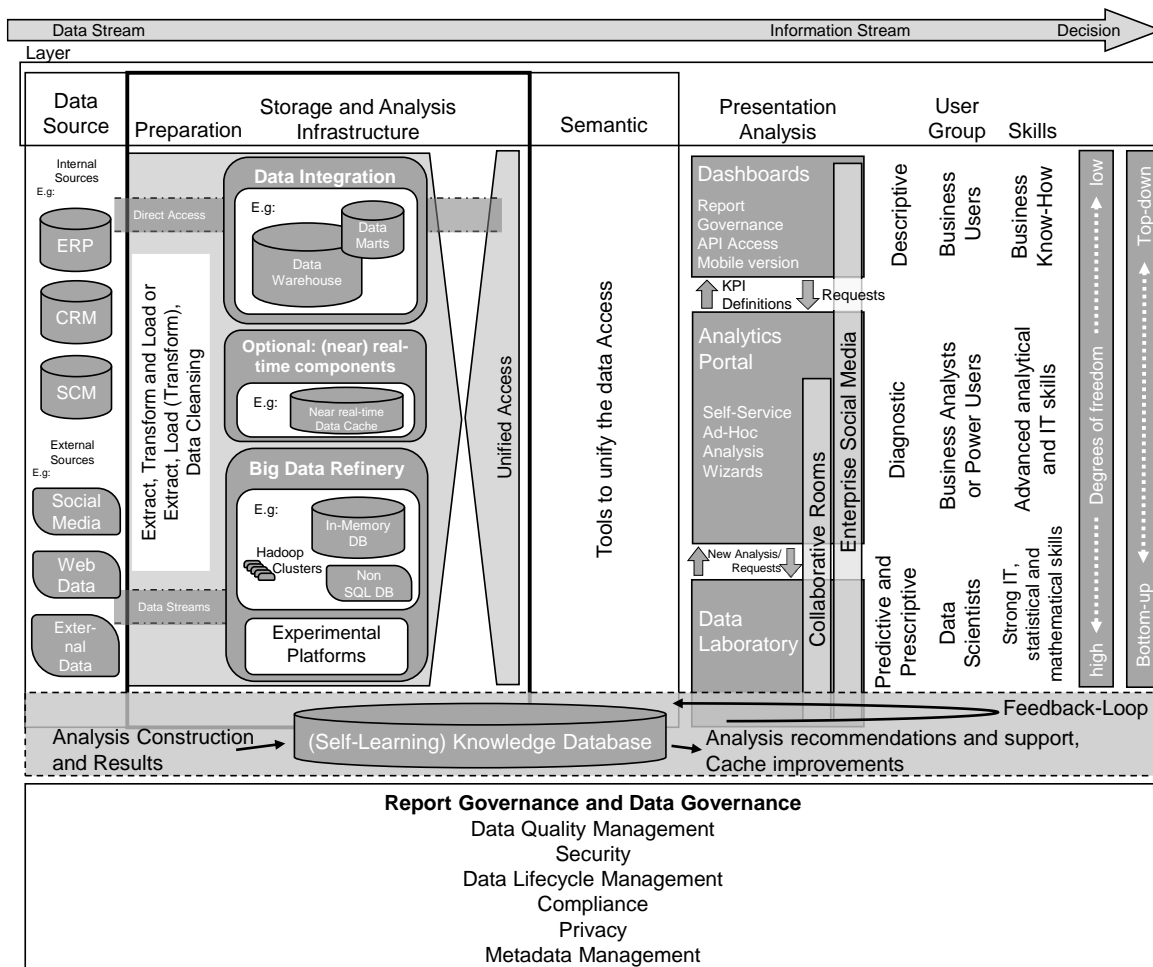 Data Stream
Information Stream
Decision
Layer
Data
Source
Preparation
Storage and Analysis
Infrastructure
Semantic
Presentation
Analysis
User
Group
Skills
Internal
Sources
E.g:
ERP
CRM
SCM
External
Sources
E.g:
Social
Media
Web
Data
Exter-
nal
Data
Direct Access
Extract, Transform and Load or
Extract, Load (Transform),
Data Cleansing
Data Streams
Data Integration
E.g:
Data
Marts
Data
Warehouse
Optional: (near) real-
time components
E.g:
Near real-time
Data Cache
Big Data Refinery
E.g:
In-Memory
DB
Hadoop
Clusters
Non
SQL DB
Experimental
Platforms
Unified Access
Tools to unify the data Access
Dashboards
Report
Governance
API Access
Mobile version
KPI
Definitions
Requests
Analytics
Portal
Self-Service
Ad-Hoc
Analysis
Wizards
New Analysis/
Requests
Data
Laboratory
Collaborative Rooms
Enterprise Social Media
Descriptive
Diagnostic
Predictive and
Prescriptive
Business
Users
Business Analysts
or Power Users
Data
Scientists
Business
Know-How
Advanced analytical
and IT skills
Strong IT,
statistical and
mathematical skills
low
Degrees of freedom
high
Top-down
Bottom-up
Feedback-Loop
Analysis Construction
and Results
(Self-Learning) Knowledge Database
Analysis recommendations and support,
Cache improvements
Report Governance and Data Governance
Data Quality Management
Security
Data Lifecycle Management
Compliance
Privacy
Metadata Management